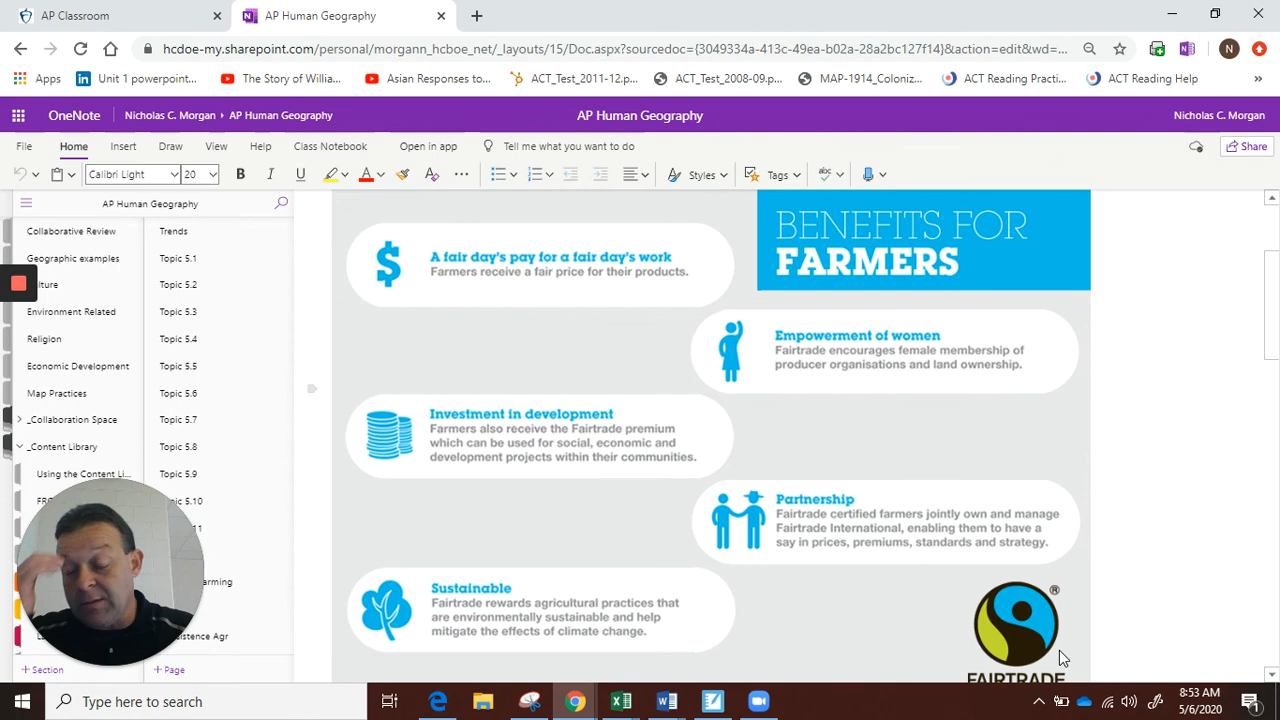 AP Classroom
AP Human Geography
hcdoe-my.sharepoint.com/personal/morgann_hcboe_net/_layouts/15/Doc.aspx?sourcedoc={3049334a-413c-49ea-b02a-28a2bc127f14}&action=edit&wd=...
N
Apps
Unit 1 powerpoint...
The Story of Willia...
Asian Responses to...
ACT_Test_2011-12.p...
ACT_Test_2008-09.p...
MAP-1914_Coloniz...
ACT Reading Practi...
ACT Reading Help
OneNote
Nicholas C. Morgan › AP Human Geography
AP Human Geography
Nicholas C. Morgan
File
Home
Insert
Draw
View
Help
Class Notebook
Open in app
Tell me what you want to do
Share
Calibri Light
20
B
I
U
A
Styles
Tags
abc
AP Human Geography
Collaborative Review
Geographic examples
lture
Environment Related
Religion
Economic Development
Map Practices
_Collaboration Space
_Content Library
Using the Content Li...
FR
Section
Trends
Topic 5.1
Topic 5.2
Topic 5.3
Topic 5.4
Topic 5.5
Topic 5.6
Topic 5.7
Topic 5.8
Topic 5.9
Topic 5.10
11
arming
sistence Agr
Page
BENEFITS FOR
FARMERS
$
A fair day's pay for a fair day's work
Farmers receive a fair price for their products.
Empowerment of women
Fairtrade encourages female membership of
producer organisations and land ownership.
Investment in development
Farmers also receive the Fairtrade premium
which can be used for social, economic and
development projects within their communities.
Partnership
Fairtrade certified farmers jointly own and manage
Fairtrade International, enabling them to have a
say in prices, premiums, standards and strategy.
Sustainable
Fairtrade rewards agricultural practices that
are environmentally sustainable and help
mitigate the effects of climate change.
®
FAIRTRADE
Type here to search
8:53 AM
5/6/2020
1